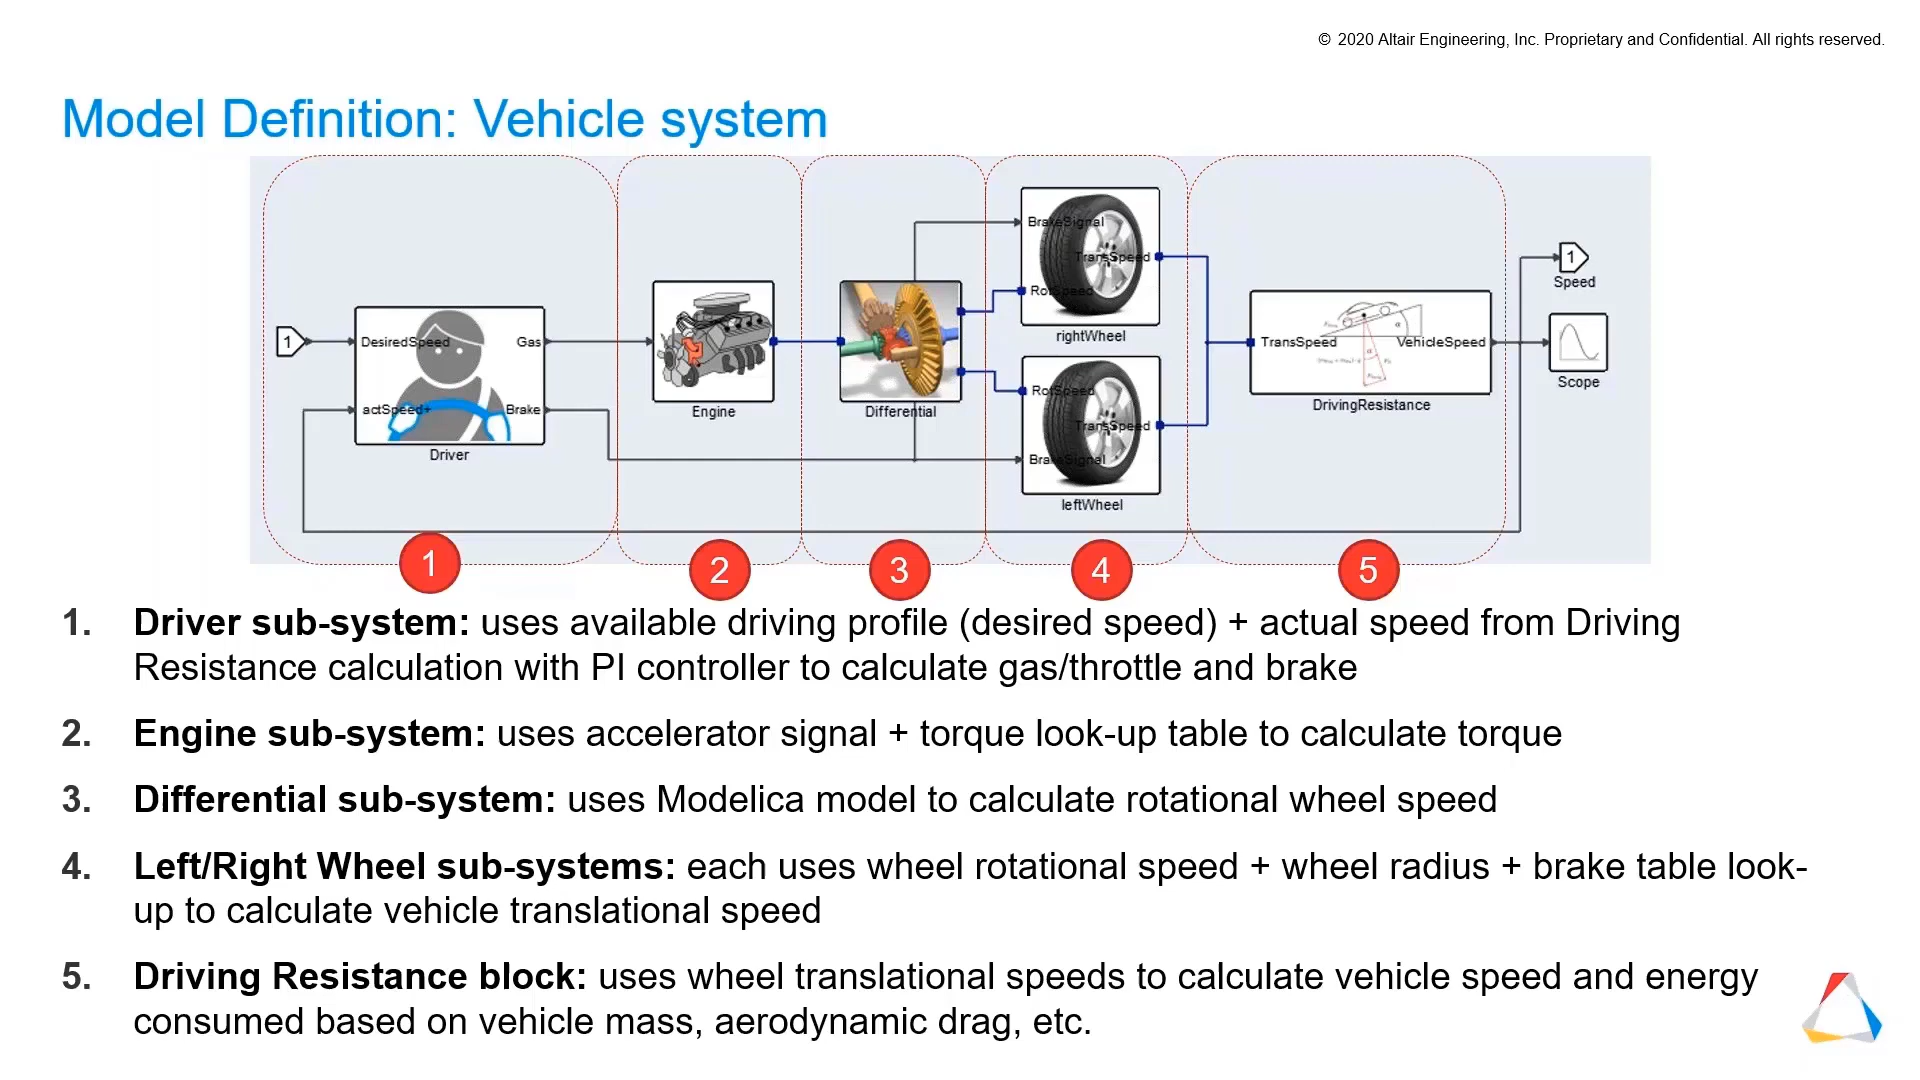 © 2020 Altair Engineering, Inc. Proprietary and Confidential. All rights reserved.
Model Definition: Vehicle system
1
DesiredSpeed
Gas
actSpeed+
Brake
Driver
Engine
Differential
BrakeSignal
TransSpeed
RotSpeed
rightWheel
RotSpeed
TransSpeed
BrakeSignal
leftWheel
TransSpeed
VehicleSpeed
DrivingResistance
1
Speed
Scope
1
2
3
4
5
1. Driver sub-system: uses available driving profile (desired speed) + actual speed from Driving
Resistance calculation with PI controller to calculate gas/throttle and brake
2. Engine sub-system: uses accelerator signal + torque look-up table to calculate torque
3. Differential sub-system: uses Modelica model to calculate rotational wheel speed
4. Left/Right Wheel sub-systems: each uses wheel rotational speed + wheel radius + brake table look-
up to calculate vehicle translational speed
5. Driving Resistance block: uses wheel translational speeds to calculate vehicle speed and energy
consumed based on vehicle mass, aerodynamic drag, etc.